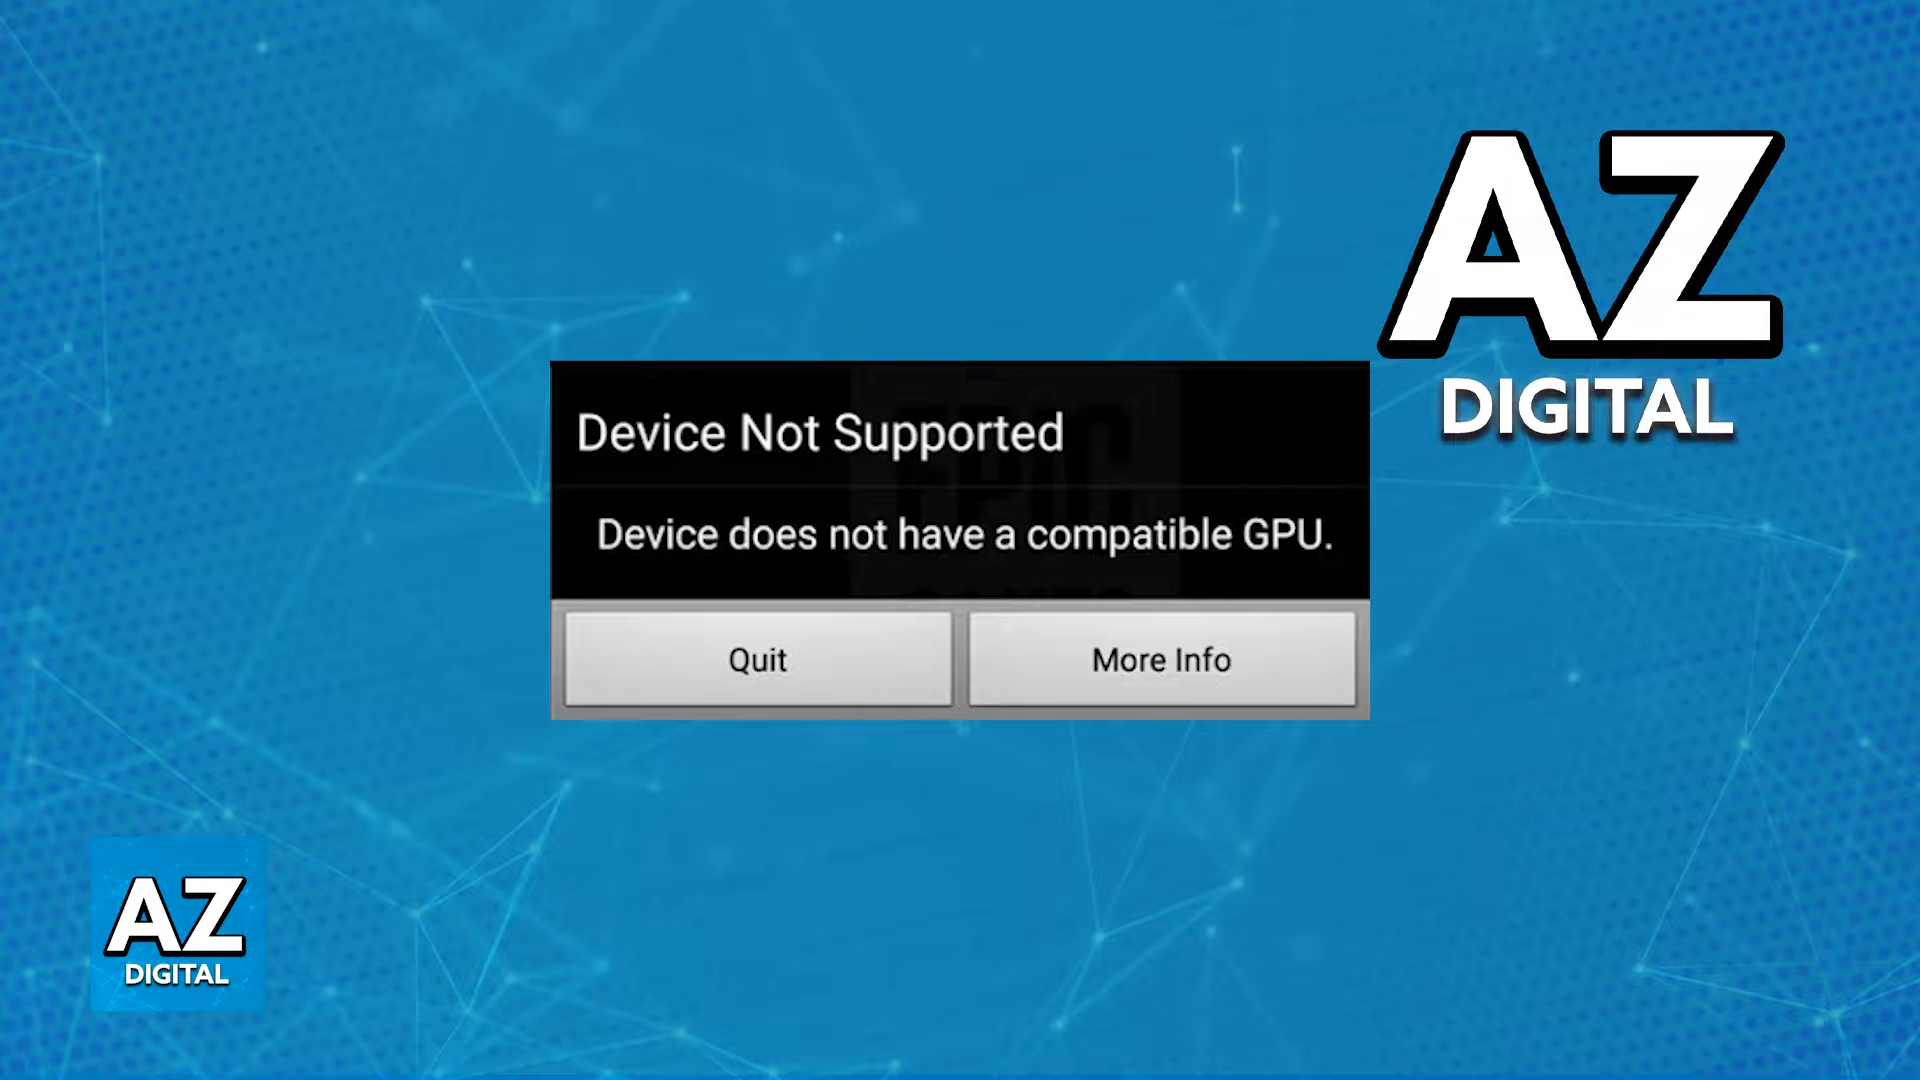 AZ
DIGITAL
Device Not Supported
Device does not have a compatible GPU.
Quit
More Info
AZ
DIGITAL